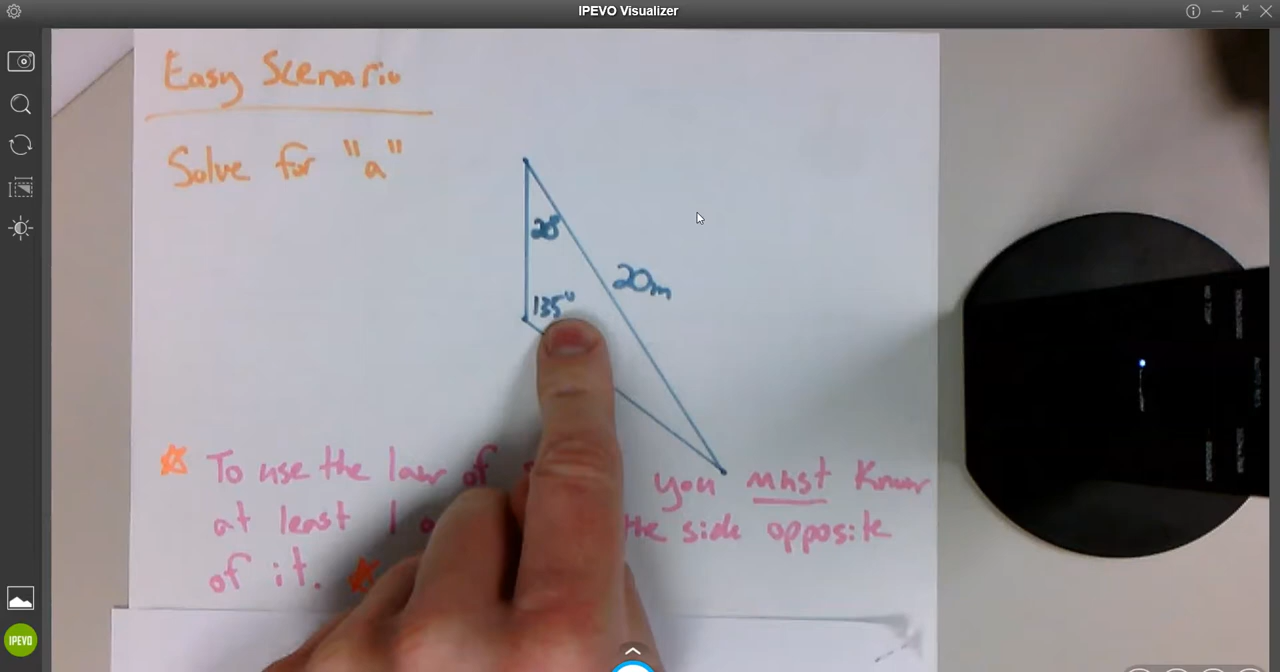 IPEVO Visualizer
Easy Scenario
Solve for "a"
135°
20m
To use the law of you must know
at least 1 the side opposite
of it.
IPEVO